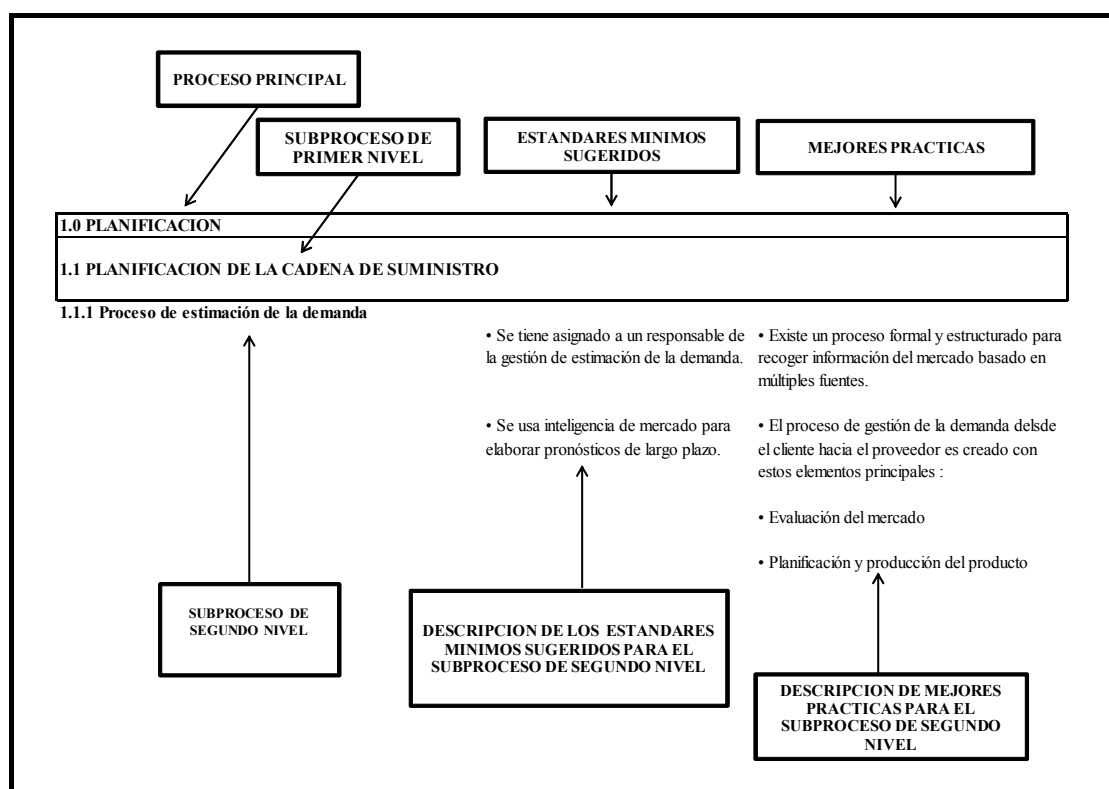 PROCESO PRINCIPAL
SUBPROCESO DE
PRIMER NIVEL
ESTANDARES MINIMOS
SUGERIDOS
MEJORES PRACTICAS
1.0 PLANIFICACION
1.1 PLANIFICACION DE LA CADENA DE SUMINISTRO
1.1.1 Proceso de estimación de la demanda
• Se tiene asignado a un responsable de
la gestión de estimación de la demanda.
• Se usa inteligencia de mercado para
elaborar pronósticos de largo plazo.
• Existe un proceso formal y estructurado para
recoger información del mercado basado en
múltiples fuentes.
• El proceso de gestión de la demanda delsde
el cliente hacia el proveedor es creado con
estos elementos principales :
• Evaluación del mercado
• Planificación y producción del producto
SUBPROCESO DE
SEGUNDO NIVEL
DESCRIPCION DE LOS ESTANDARES
MINIMOS SUGERIDOS PARA EL
SUBPROCESO DE SEGUNDO NIVEL
DESCRIPCION DE MEJORES
PRACTICAS PARA EL
SUBPROCESO DE SEGUNDO
NIVEL